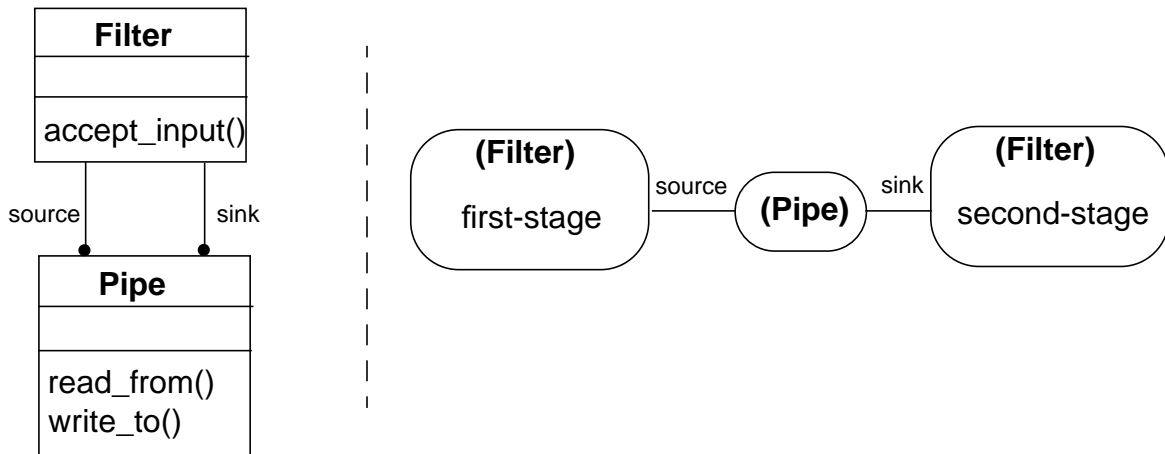 Filter
accept_input()
source
sink
Pipe
read_from()
write_to()
(Filter)
first-stage
source
(Pipe)
sink
(Filter)
second-stage